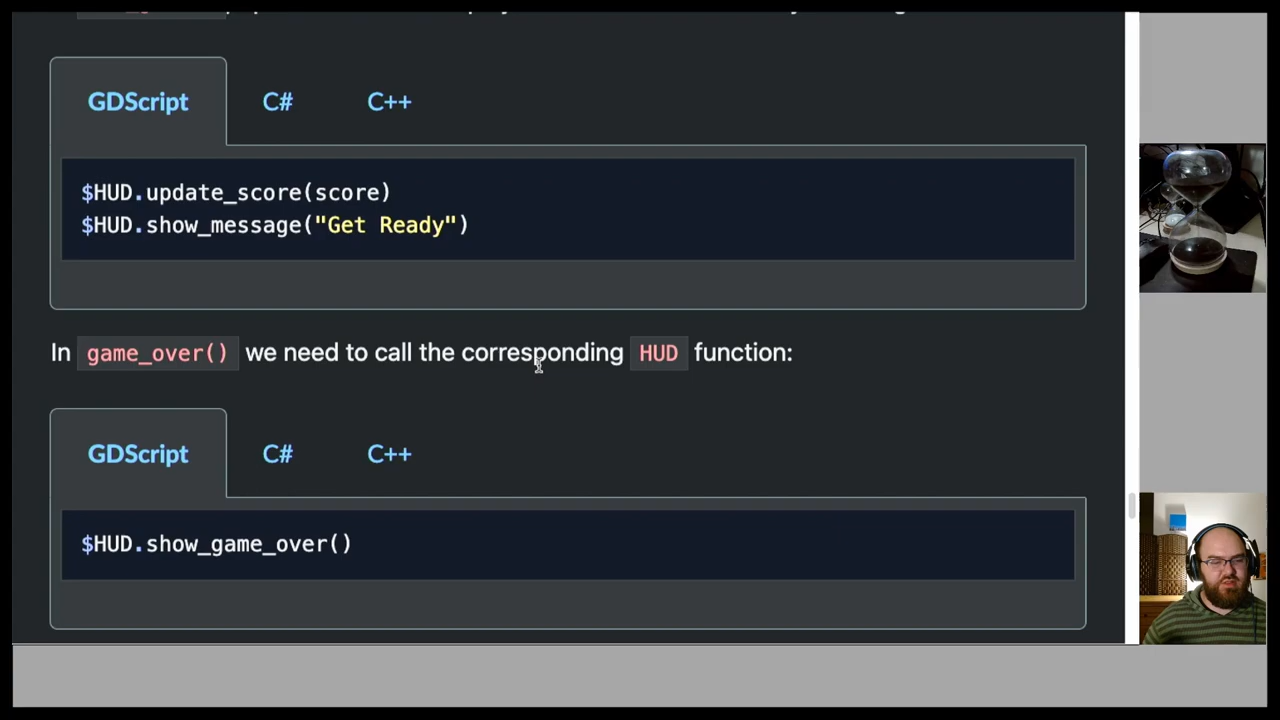 GDScript C# C++
$HUD.update_score(score)
$HUD.show_message("Get Ready")
In game_over() we need to call the corresponding HUD function:
GDScript C# C++
$HUD.show_game_over()